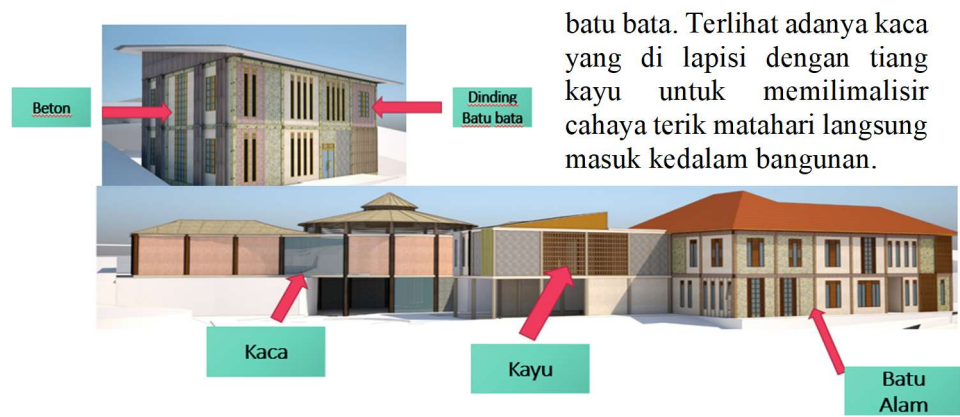 batu bata. Terlihat adanya kaca
yang di lapisi dengan tiang
kayu untuk memilimalisir
cahaya terik matahari langsung
masuk kedalam bangunan.
Beton
Dinding
Batu bata
Kaca
Kayu
Batu
Alam